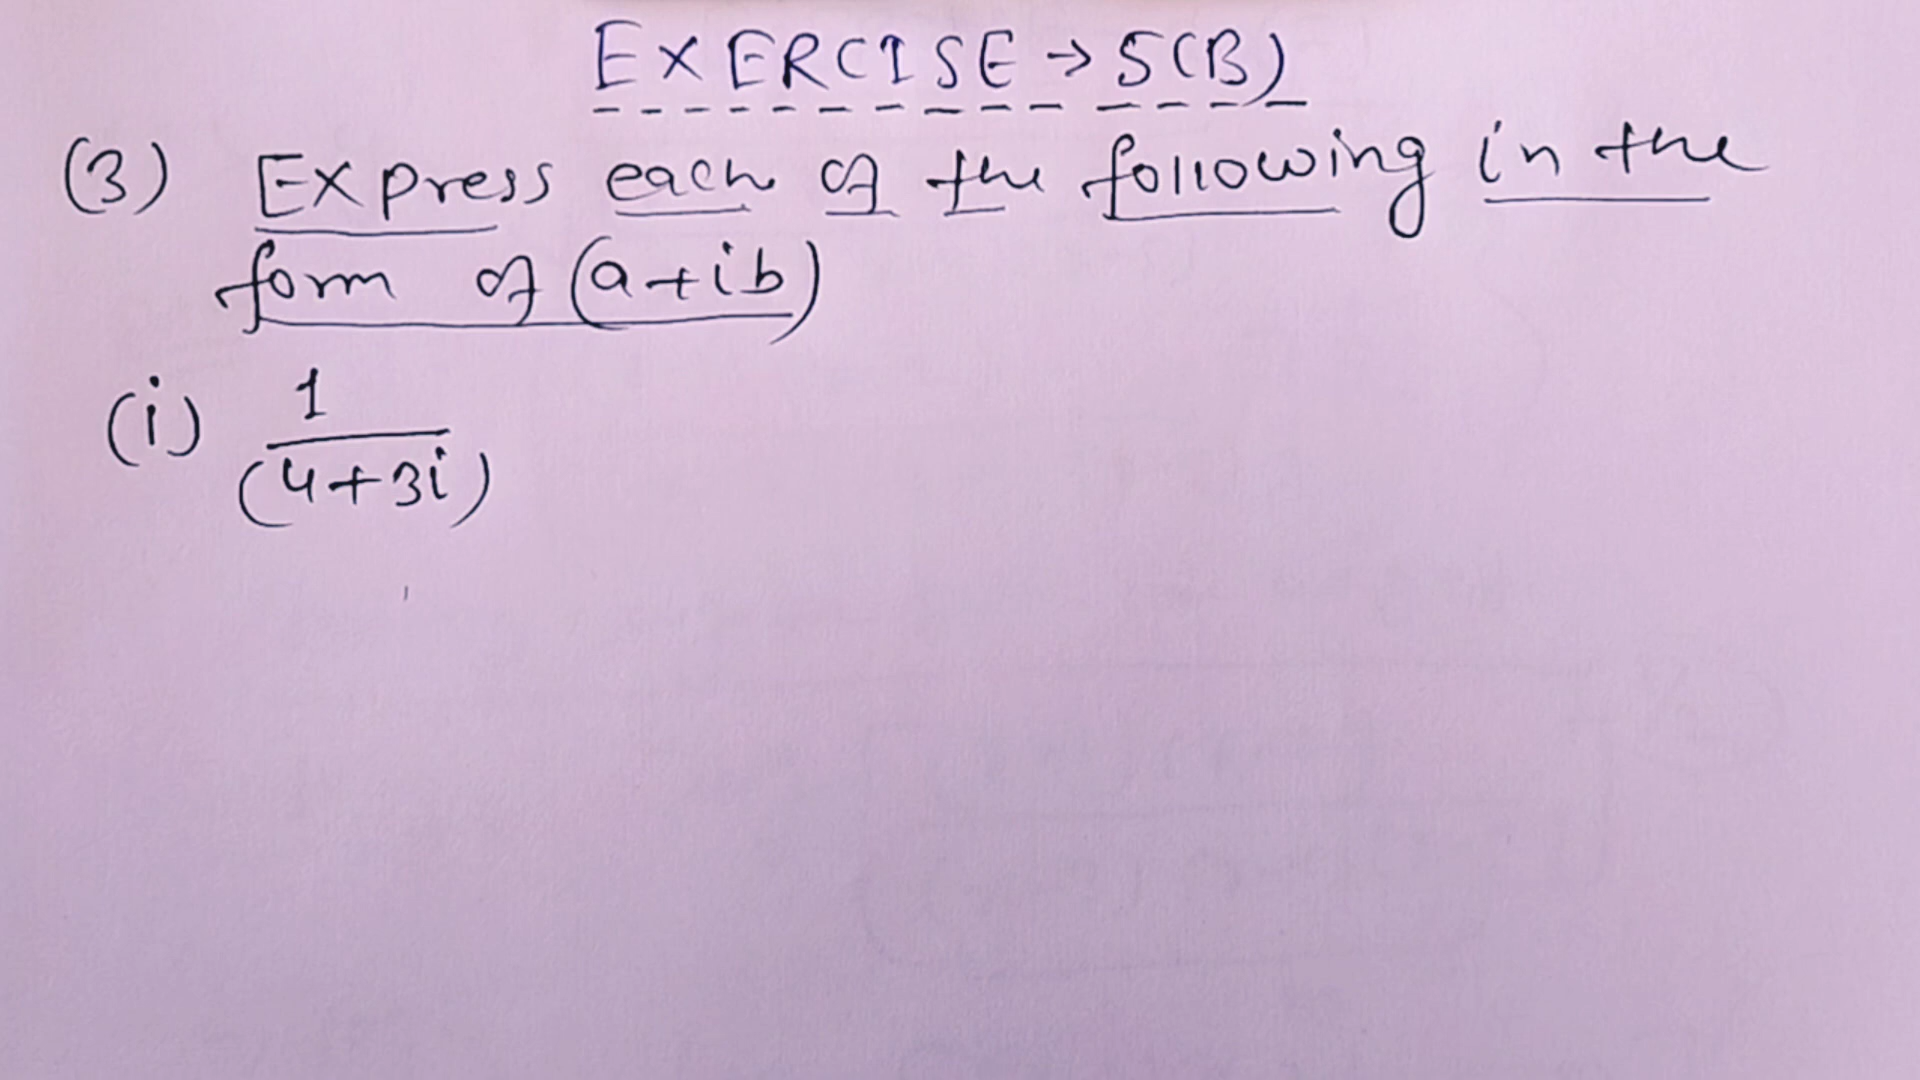 EXERCISE → 5(B)
(3) Express each of the following in the
form of (a+ib)
(i) 1
(4+3i)